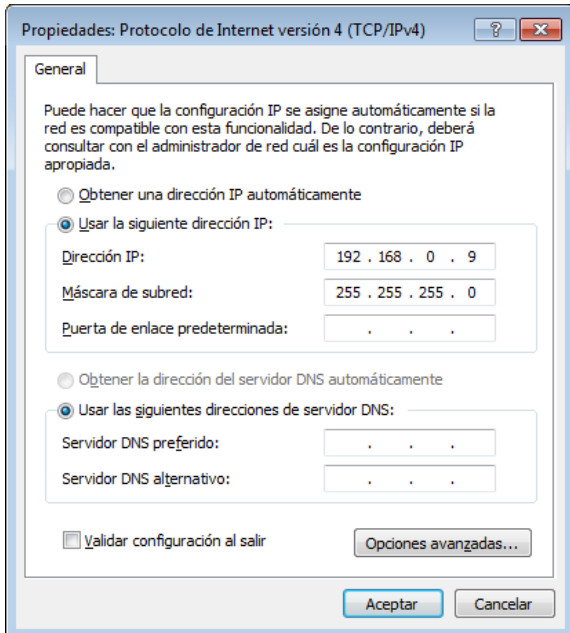 Propiedades: Protocolo de Internet versión 4 (TCP/IPv4)
?
General
Puede hacer que la configuración IP se asigne automáticamente si la
red es compatible con esta funcionalidad. De lo contrario, deberá
consultar con el administrador de red cuál es la configuración IP
apropiada.
Obtener una dirección IP automáticamente
Usar la siguiente dirección IP:
Dirección IP: 192 . 168 . 0 . 9
Máscara de subred: 255 . 255 . 255 . 0
Puerta de enlace predeterminada: . . .
Obtener la dirección del servidor DNS automáticamente
Usar las siguientes direcciones de servidor DNS:
Servidor DNS preferido: . . .
Servidor DNS alternativo: . . .
Validar configuración al salir Opciones avanzadas...
Aceptar Cancelar